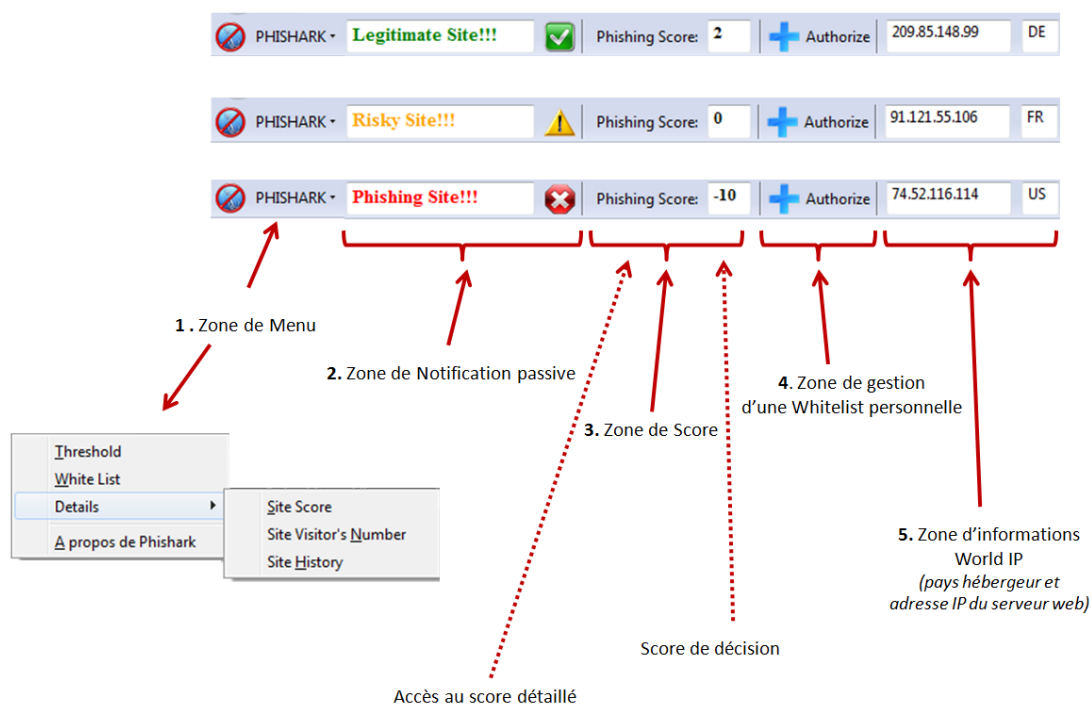 PHISHARK Legitimate Site!!! Phishing Score: 2 Authorize 209.85.148.99 DE
PHISHARK Risky Site!!! Phishing Score: 0 Authorize 91.121.55.106 FR
PHISHARK Phishing Site!!! Phishing Score: -10 Authorize 74.52.116.114 US
1 . Zone de Menu
2. Zone de Notification passive
3. Zone de Score
4. Zone de gestion
d'une Whitelist personnelle
5. Zone d'informations
World IP
(pays hébergeur et
adresse IP du serveur web)
Threshold
White List
Details
A propos de Phishark
Site Score
Site Visitor's Number
Site History
Score de décision
Accès au score détaillé